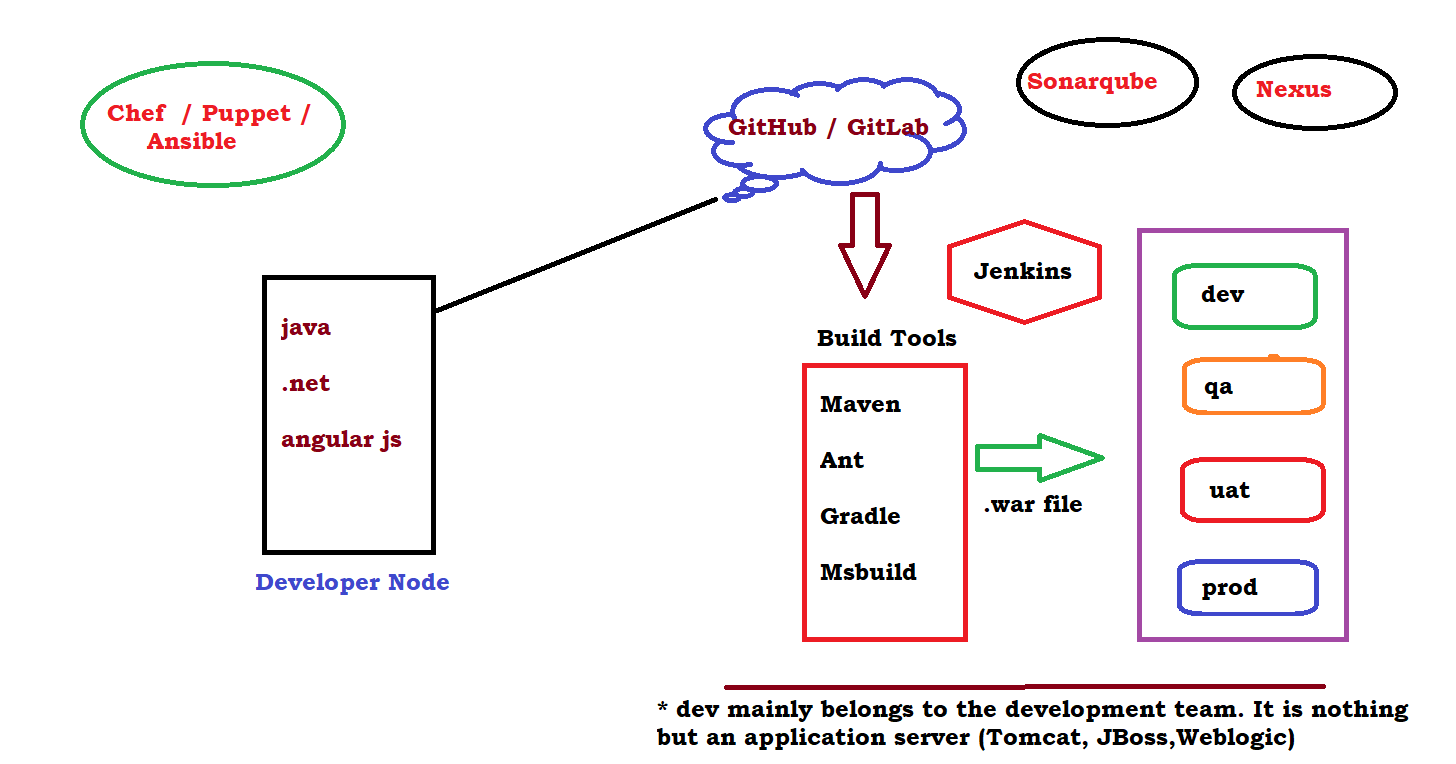 Chef / Puppet /
Ansible
GitHub / GitLab
Sonarqube
Nexus
java
.net
angular js
Developer Node
Jenkins
Build Tools
Maven
Ant
Gradle
Msbuild
.war file
dev
qa
uat
prod
* dev mainly belongs to the development team. It is nothing
but an application server (Tomcat, JBoss,Weblogic)